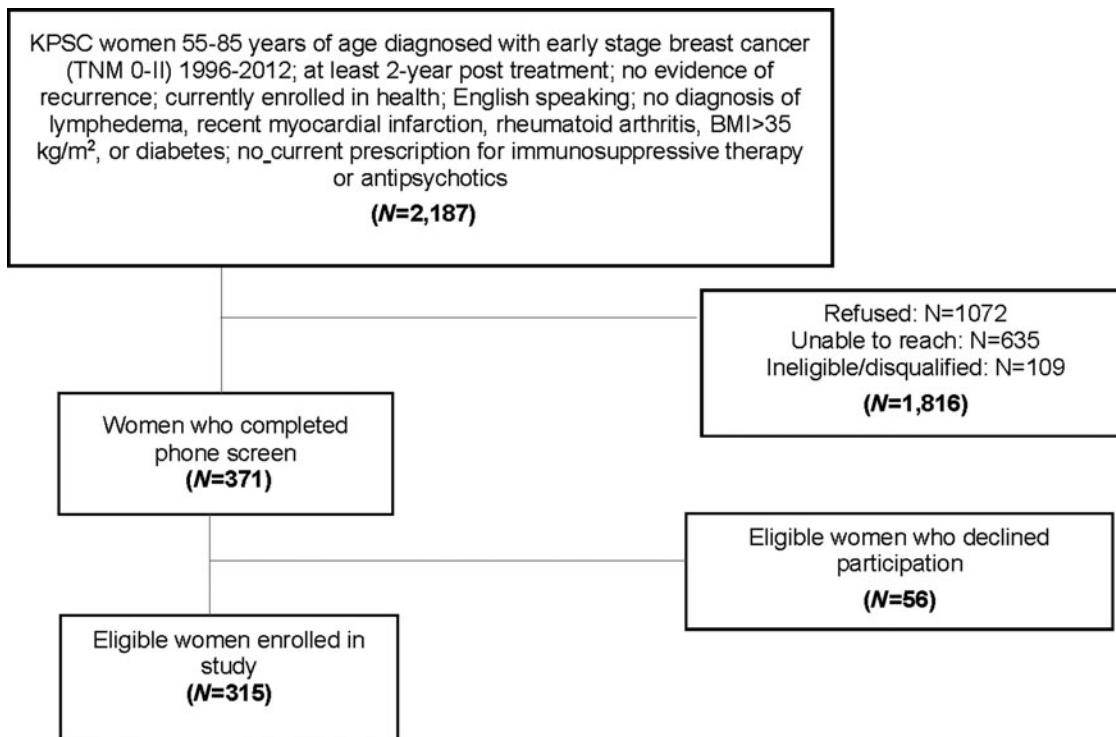 KPSC women 55-85 years of age diagnosed with early stage breast cancer
(TNM 0-II) 1996-2012; at least 2-year post treatment; no evidence of
recurrence; currently enrolled in health; English speaking; no diagnosis of
lymphedema, recent myocardial infarction, rheumatoid arthritis, BMI>35
kg/m², or diabetes; no_current prescription for immunosuppressive therapy
or antipsychotics
(N=2,187)
Refused: N=1072
Unable to reach: N=635
Ineligible/disqualified: N=109
(N=1,816)
Women who completed
phone screen
(N=371)
Eligible women who declined
participation
(N=56)
Eligible women enrolled in
study
(N=315)